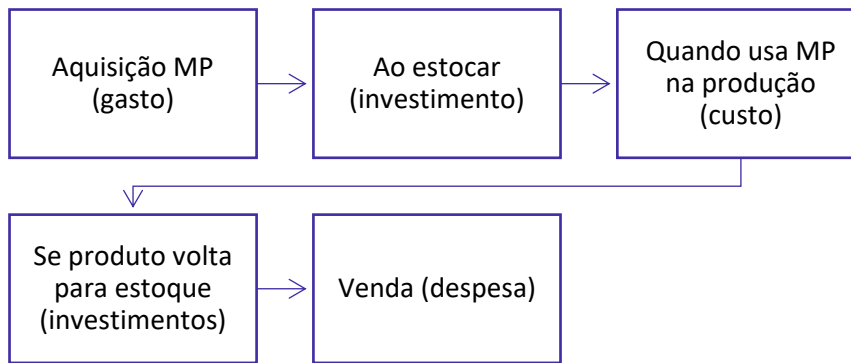 Aquisição MP
(gasto)
Ao estocar
(investimento)
Quando usa MP
na produção
(custo)
Se produto volta
para estoque
(investimentos)
Venda (despesa)